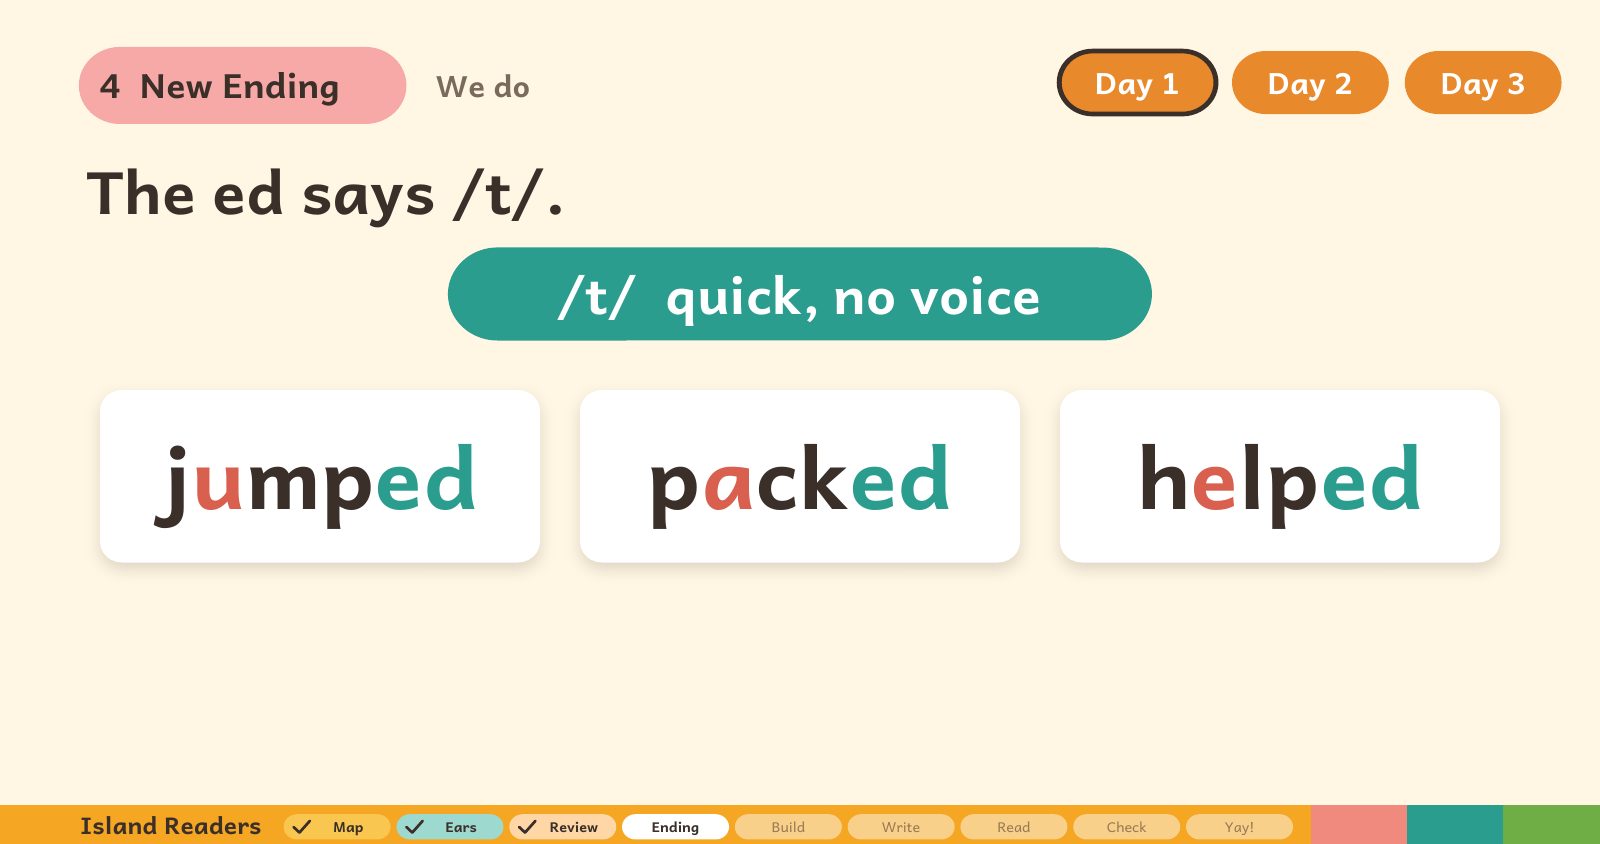 4 New Ending
We do
Day 1
Day 2
Day 3
The ed says /t/.
/t/ quick, no voice
jumped
packed
helped
Island Readers
Map
Ears
Review
Ending
Build
Write
Read
Check
Yay!